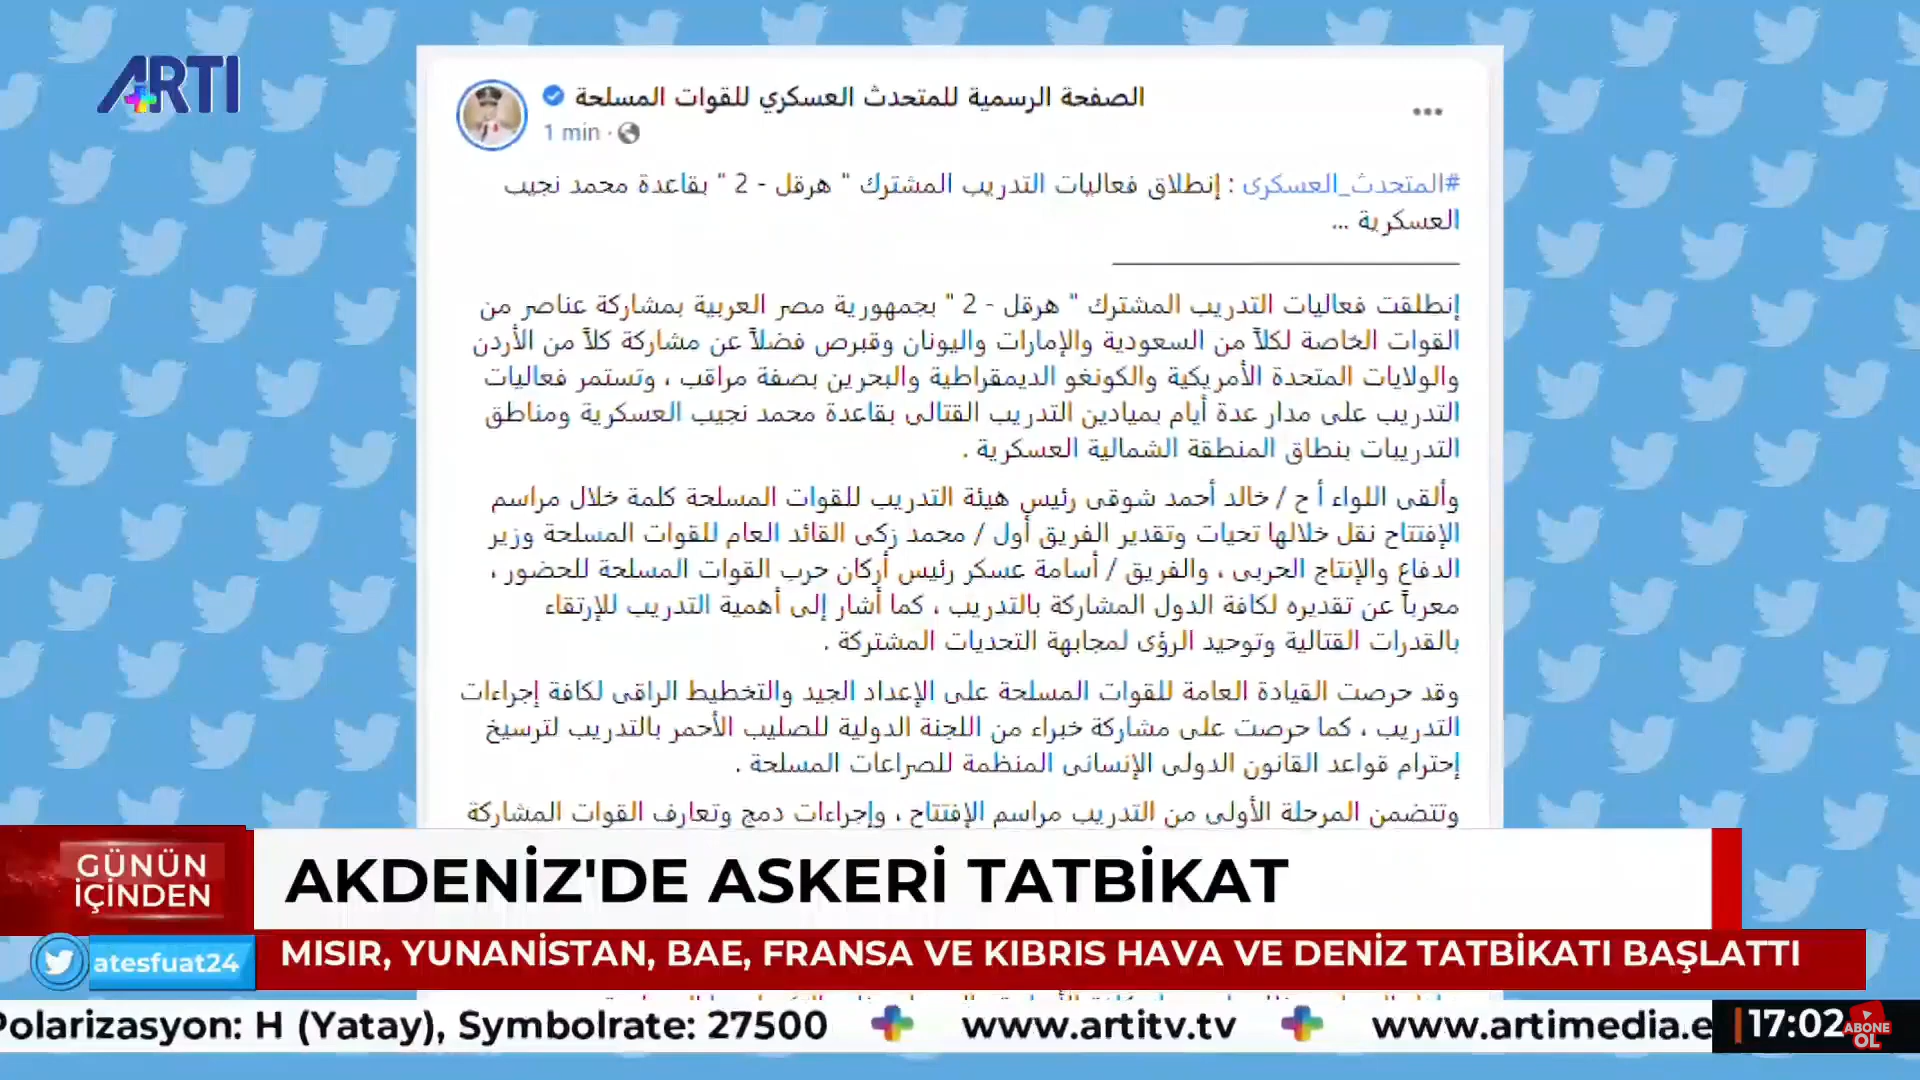 ARTI
الصفحة الرسمية للمتحدث العسكري للقوات المسلحة
1 min ·
#المتحدث_العسكرى : إنطلاق فعاليات التدريب المشترك " هرقل - 2 " بقاعدة محمد نجيب
العسكرية ...
إنطلقت فعاليات التدريب المشترك " هرقل - 2 " بجمهورية مصر العربية بمشاركة عناصر من
القوات الخاصة لكلاً من السعودية والإمارات واليونان وقبرص فضلاً عن مشاركة كلاً من الأردن
والولايات المتحدة الأمريكية والكونغو الديمقراطية والبحرين بصفة مراقب ، وتستمر فعاليات
التدريب على مدار عدة أيام بميادين التدريب القتالى بقاعدة محمد نجيب العسكرية ومناطق
التدريبات بنطاق المنطقة الشمالية العسكرية .
وألقى اللواء أ ح / خالد أحمد شوقى رئيس هيئة التدريب للقوات المسلحة كلمة خلال مراسم
الإفتتاح نقل خلالها تحيات وتقدير الفريق أول / محمد زكى القائد العام للقوات المسلحة وزير
الدفاع والإنتاج الحربى ، والفريق / أسامة عسكر رئيس أركان حرب القوات المسلحة للحضور ،
معرباً عن تقديره لكافة الدول المشاركة بالتدريب ، كما أشار إلى أهمية التدريب للإرتقاء
بالقدرات القتالية وتوحيد الرؤى لمجابهة التحديات المشتركة .
وقد حرصت القيادة العامة للقوات المسلحة على الإعداد الجيد والتخطيط الراقى لكافة إجراءات
التدريب ، كما حرصت على مشاركة خبراء من اللجنة الدولية للصليب الأحمر بالتدريب لترسيخ
إحترام قواعد القانون الدولى الإنسانى المنظمة للصراعات المسلحة .
وتتضمن المرحلة الأولى من التدريب مراسم الإفتتاح ، وإجراءات دمج وتعارف القوات المشاركة
GÜNÜN
İÇİNDEN
AKDENİZ'DE ASKERİ TATBİKAT
atesfuat24
MISIR, YUNANİSTAN, BAE, FRANSA VE KIBRIS HAVA VE DENİZ TATBİKATI BAŞLATTI
Polarizasyon: H (Yatay), Symbolrate: 27500 www.artitv.tv www.artimedia.e
17:02
ABONE
OL